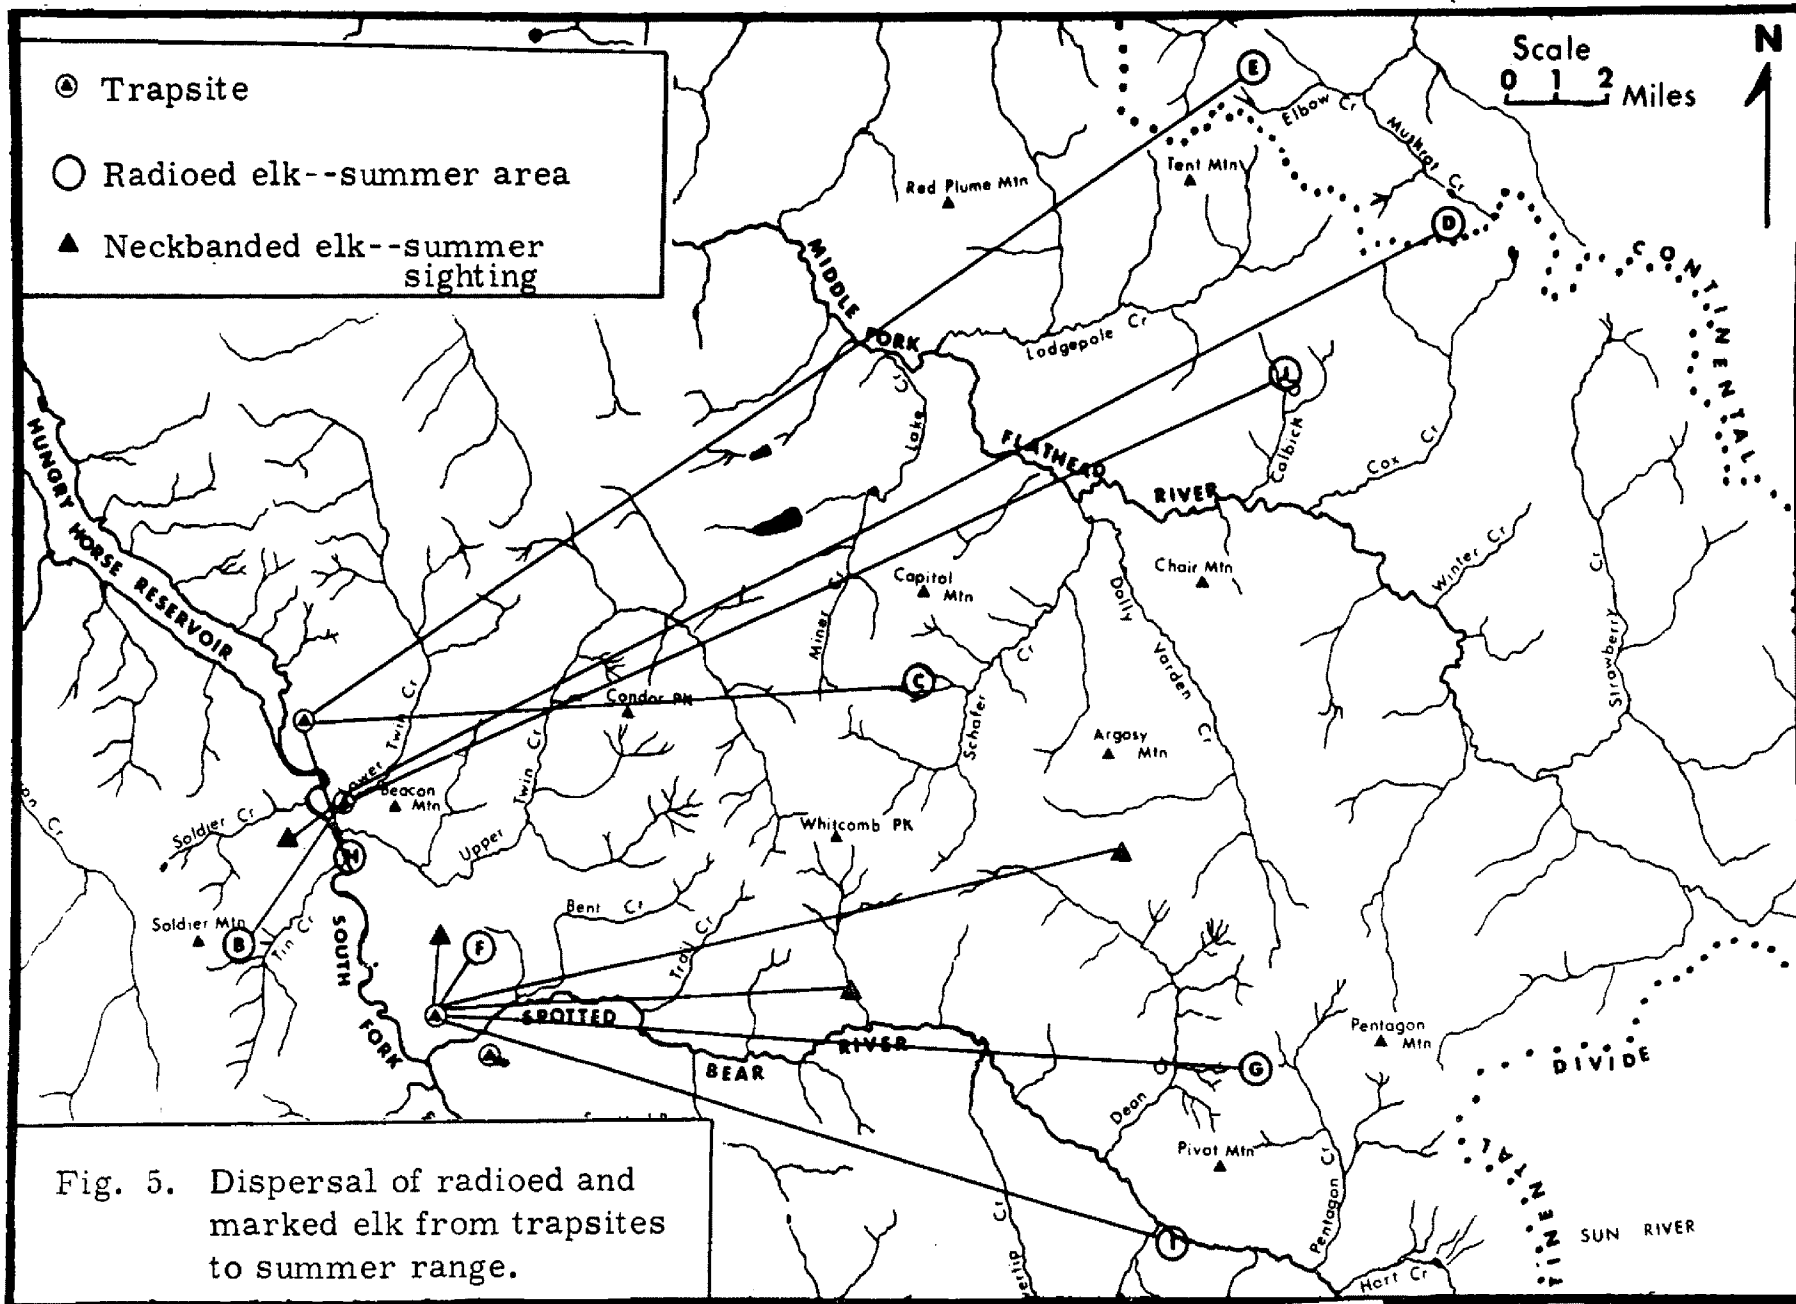 Trapsite
Radioed elk--summer area
Neckbanded elk--summer
sighting
Scale
0 1 2 Miles
N
E
Elbow Cr
Muskrat Cr
Tent Mtn
Red Plume Mtn
D
CONTINENTAL
MIDDLE FORK
Lodgepole Cr
J
Lake Cr
FLATHEAD
RIVER
Calbick
Cox Cr
HUNGRY HORSE RESERVOIR
Winter Cr
Chair Mtn
Capitol
Mtn
Dolly Varden Cr
Miner Cr
Strawberry Cr
C
Condor PK
Schafer Cr
Lower Twin Cr
Upper Twin Cr
Argosy
Mtn
Beacon
Mtn
Soldier Cr
Whitcomb PK
H
Soldier Mtn
B
Tin Cr
SOUTH
FORK
Bent Cr
Trail Cr
F
SPOTTED
BEAR
RIVER
G
Pentagon
Mtn
DIVIDE
Dean
Pivot Mtn
Pentagon Cr
I
Cr
Hart Cr
SUN RIVER
Fig. 5. Dispersal of radioed and
marked elk from trapsites
to summer range.